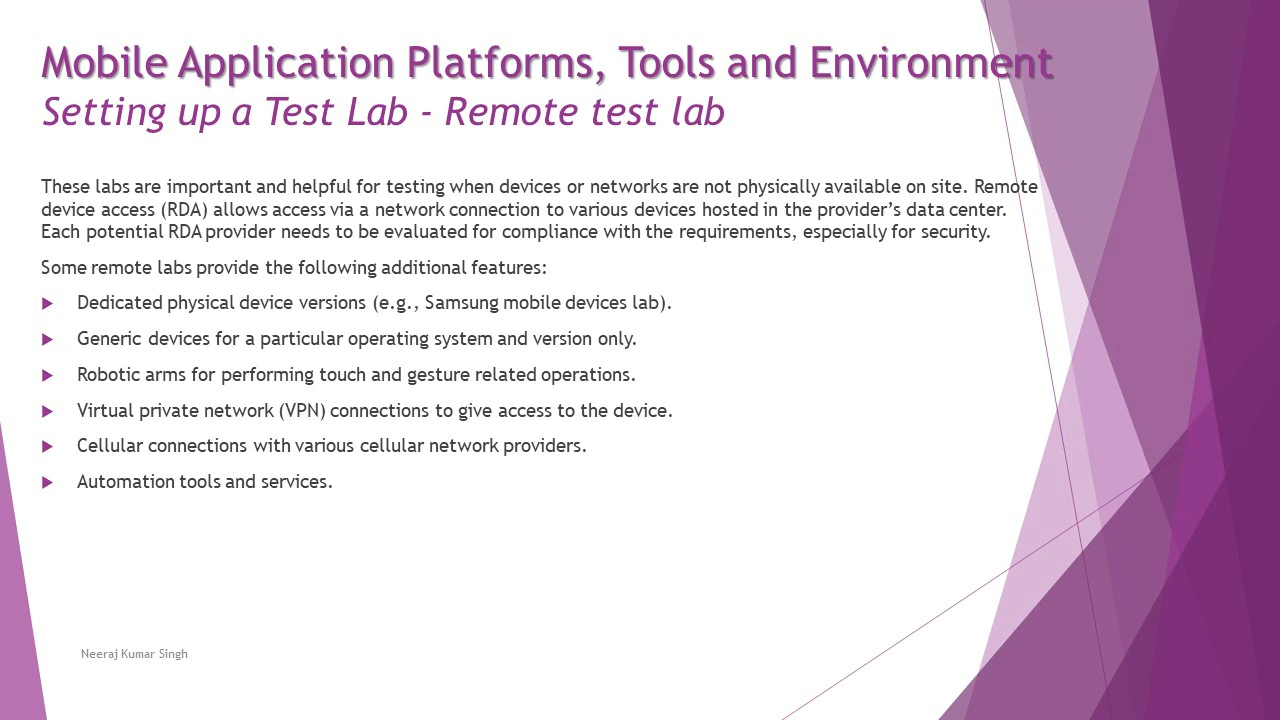 Mobile Application Platforms, Tools and Environment
Setting up a Test Lab - Remote test lab
These labs are important and helpful for testing when devices or networks are not physically available on site. Remote
device access (RDA) allows access via a network connection to various devices hosted in the provider’s data center.
Each potential RDA provider needs to be evaluated for compliance with the requirements, especially for security.
Some remote labs provide the following additional features:
Dedicated physical device versions (e.g., Samsung mobile devices lab).
Generic devices for a particular operating system and version only.
Robotic arms for performing touch and gesture related operations.
Virtual private network (VPN) connections to give access to the device.
Cellular connections with various cellular network providers.
Automation tools and services.
Neeraj Kumar Singh